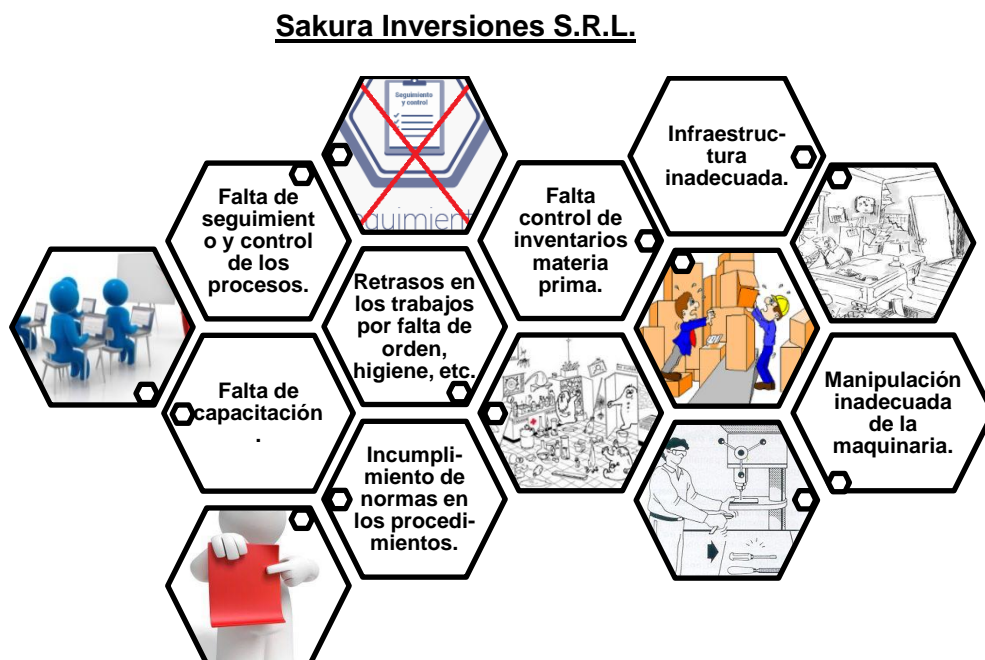 Sakura Inversiones S.R.L.
Seguimiento
y control
eguimient
Infraestruc-
tura
inadecuada.
Falta de
seguimient
o y control
de los
procesos.
Falta
control de
inventarios
materia
prima.
Retrasos en
los trabajos
por falta de
orden,
higiene, etc.
Falta de
capacitación
.
Manipulación
inadecuada
de la
maquinaria.
Incumpli-
miento de
normas en
los procedi-
mientos.